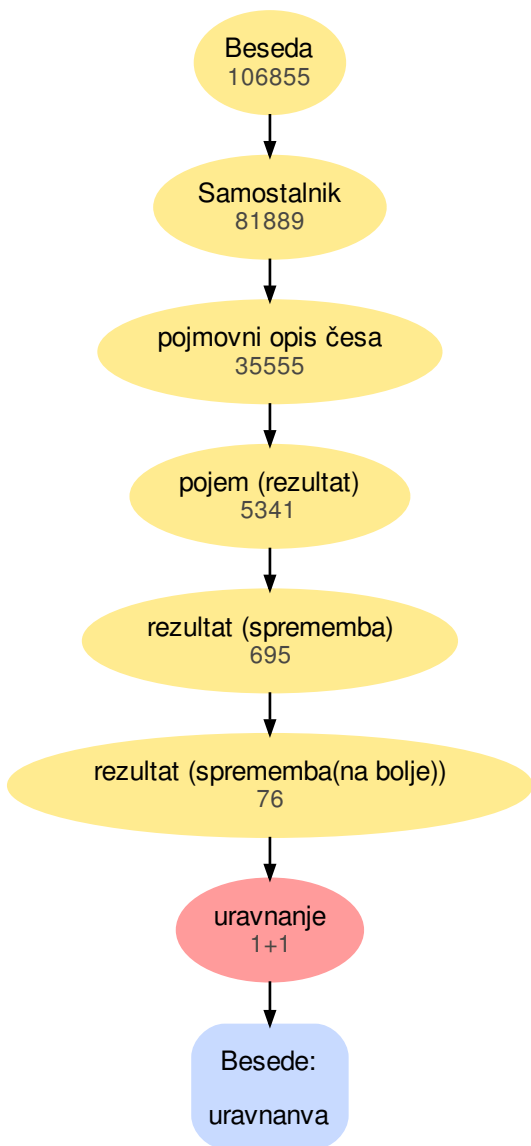 Beseda
106855
Samostalnik
81889
pojmovni opis česa
35555
pojem (rezultat)
5341
rezultat (sprememba)
695
rezultat (sprememba(na bolje))
76
uravnanje
1+1
Besede:
uravnanva